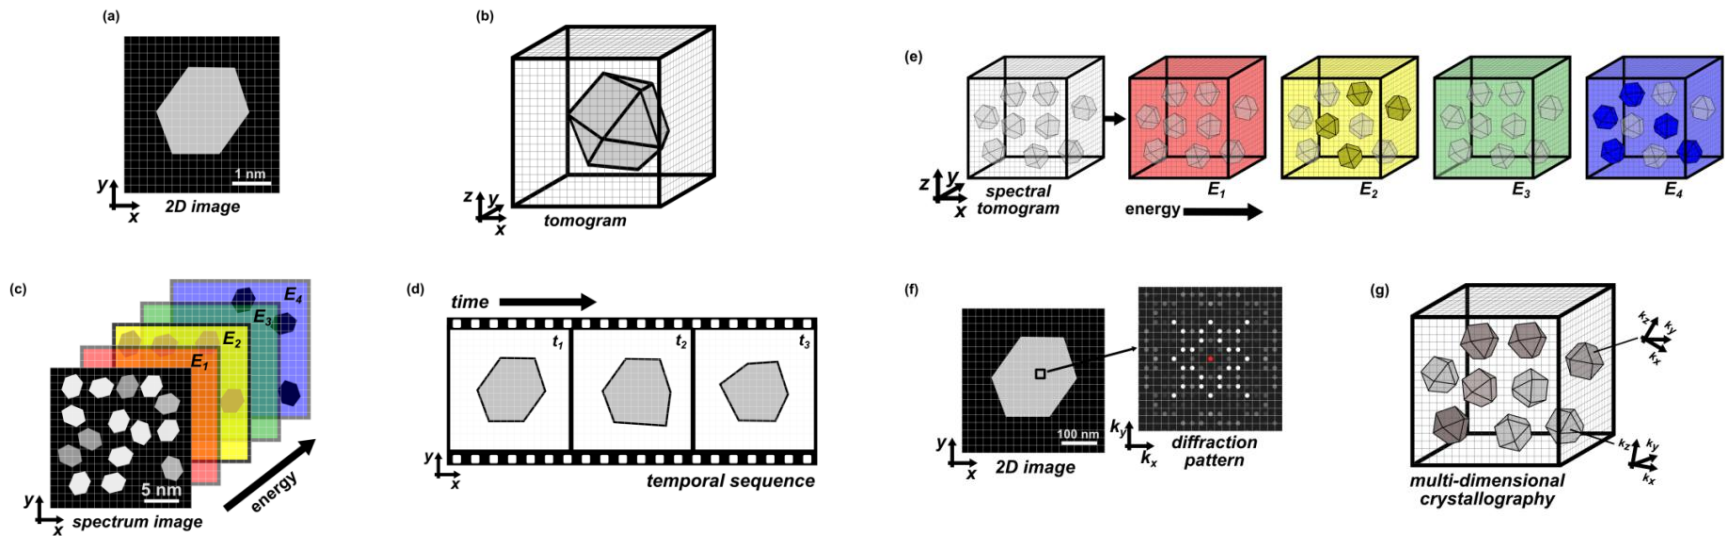 (a)
1 nm
y
x
2D image
(b)
z
y
x
tomogram
(c)
E4
E3
E2
E1
5 nm
energy
y
x
spectrum image
(d)
time
t1
t2
t3
y
x
temporal sequence
(e)
z
y
x
spectral
tomogram
E1
E2
E3
E4
energy
(f)
100 nm
y
x
2D image
ky
kx
diffraction
pattern
(g)
kz
ky
kx
kz
ky
kx
multi-dimensional
crystallography